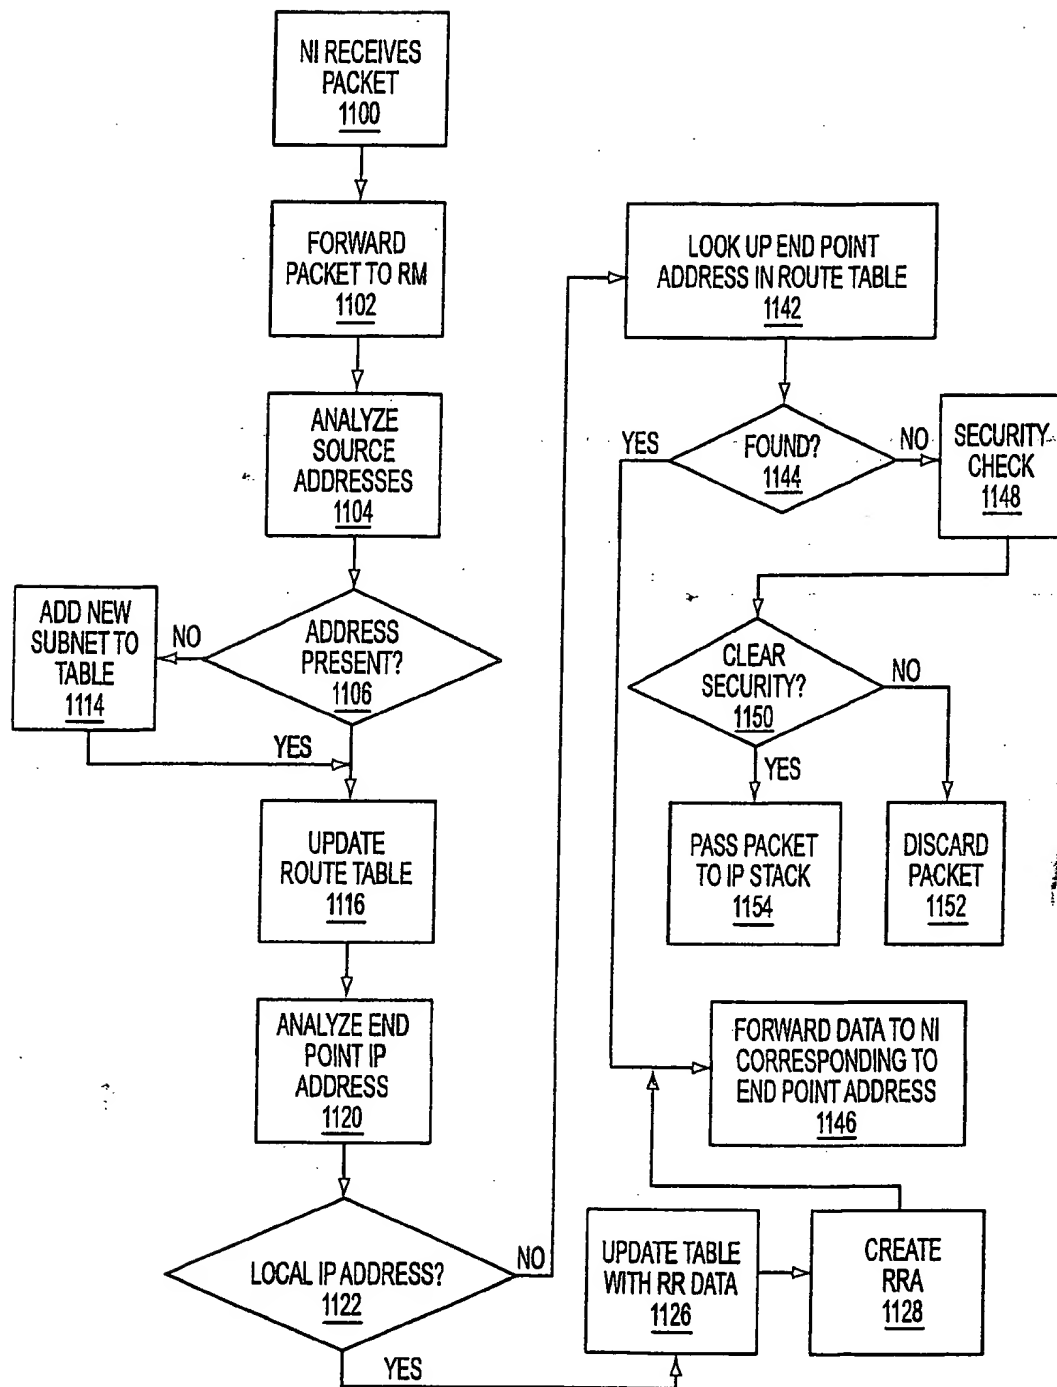 NI RECEIVES
PACKET
1100
FORWARD
PACKET TO RM
1102
ANALYZE
SOURCE
ADDRESSES
1104
ADDRESS
PRESENT?
1106
NO
ADD NEW
SUBNET TO
TABLE
1114
YES
UPDATE
ROUTE TABLE
1116
ANALYZE END
POINT IP
ADDRESS
1120
LOCAL IP ADDRESS?
1122
NO
YES
LOOK UP END POINT
ADDRESS IN ROUTE TABLE
1142
FOUND?
1144
YES
NO
SECURITY
CHECK
1148
CLEAR
SECURITY?
1150
NO
YES
PASS PACKET
TO IP STACK
1154
DISCARD
PACKET
1152
FORWARD DATA TO NI
CORRESPONDING TO
END POINT ADDRESS
1146
UPDATE TABLE
WITH RR DATA
1126
CREATE
RRA
1128